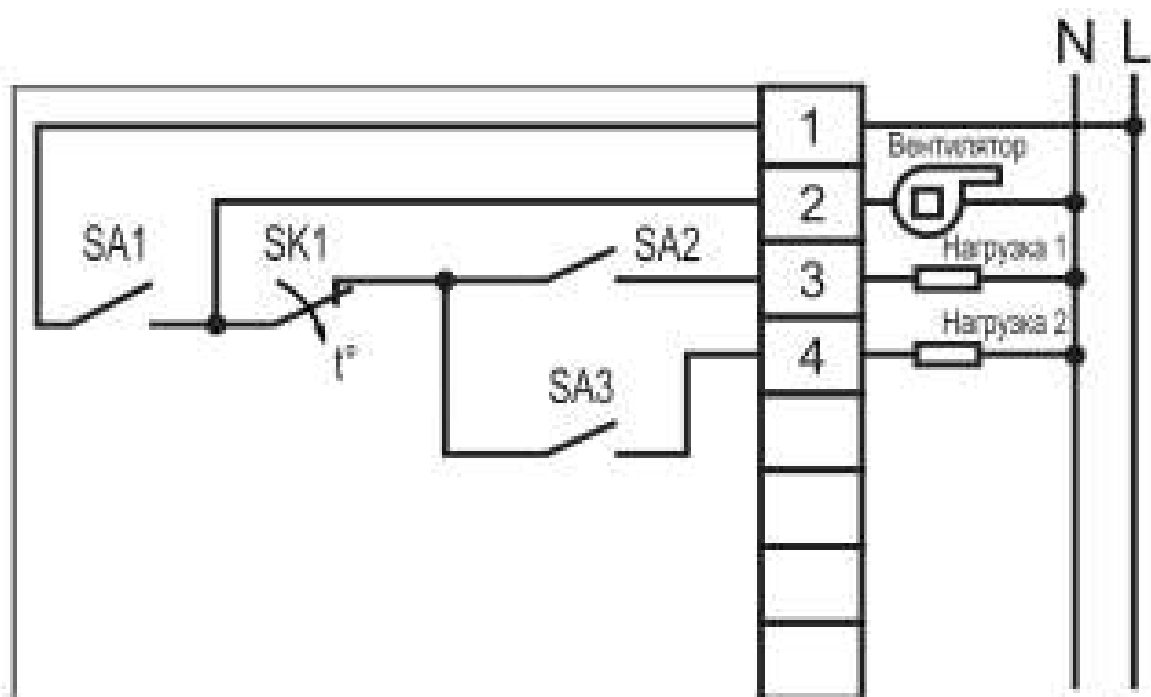 N L
1
Вентилятор
2
SA1
SK1
SA2
Нагрузка 1
3
Нагрузка 2
t°
4
SA3